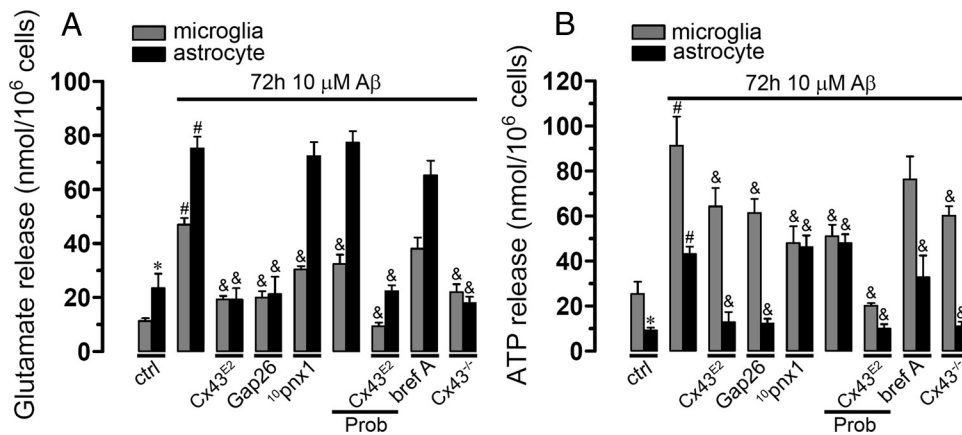 A
microglia
astrocyte
72h 10 μM Aβ
Glutamate release (nmol/10⁶ cells)
100
80
60
40
20
0
#
#
*
& &
& &
&
&
&
&
& &
ctrl
Cx43ᴱ²
Gap26
¹⁰pnx1
Cx43ᴱ²
bref A
Cx43⁻/⁻
Prob
B
microglia
astrocyte
72h 10 μM Aβ
ATP release (nmol/10⁶ cells)
120
100
80
60
40
20
0
#
#
*
&
&
&
&
& &
& &
&
&
&
&
&
ctrl
Cx43ᴱ²
Gap26
¹⁰pnx1
Cx43ᴱ²
bref A
Cx43⁻/⁻
Prob